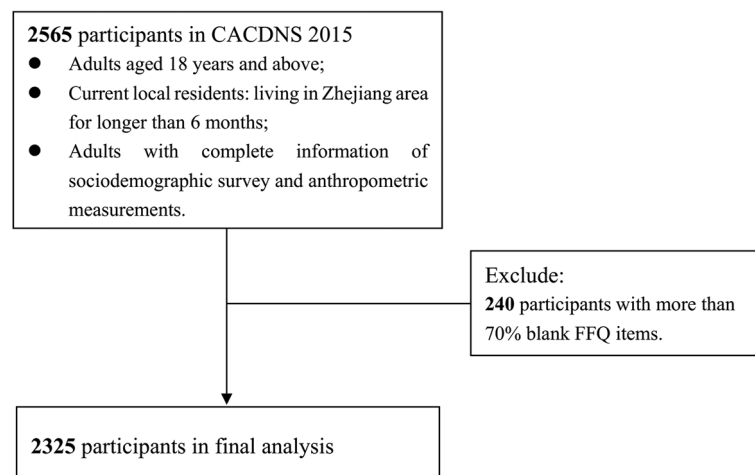 2565 participants in CACDNS 2015
● Adults aged 18 years and above;
● Current local residents: living in Zhejiang area
for longer than 6 months;
● Adults with complete information of
sociodemographic survey and anthropometric
measurements.
Exclude:
240 participants with more than
70% blank FFQ items.
2325 participants in final analysis